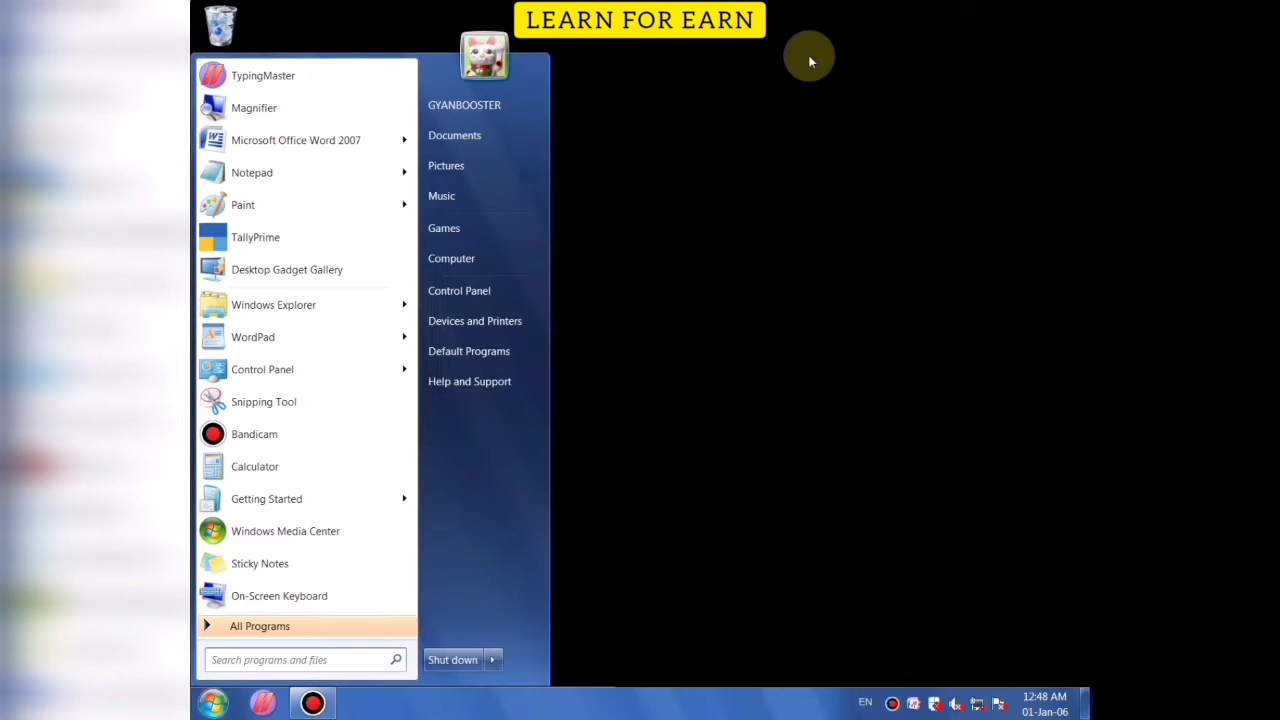 LEARN FOR EARN
TypingMaster
Magnifier
Microsoft Office Word 2007
Notepad
Paint
TallyPrime
Desktop Gadget Gallery
Windows Explorer
WordPad
Control Panel
Snipping Tool
Bandicam
Calculator
Getting Started
Windows Media Center
Sticky Notes
On-Screen Keyboard
All Programs
Search programs and files
GYANBOOSTER
Documents
Pictures
Music
Games
Computer
Control Panel
Devices and Printers
Default Programs
Help and Support
Shut down
EN
12:48 AM
01-Jan-06